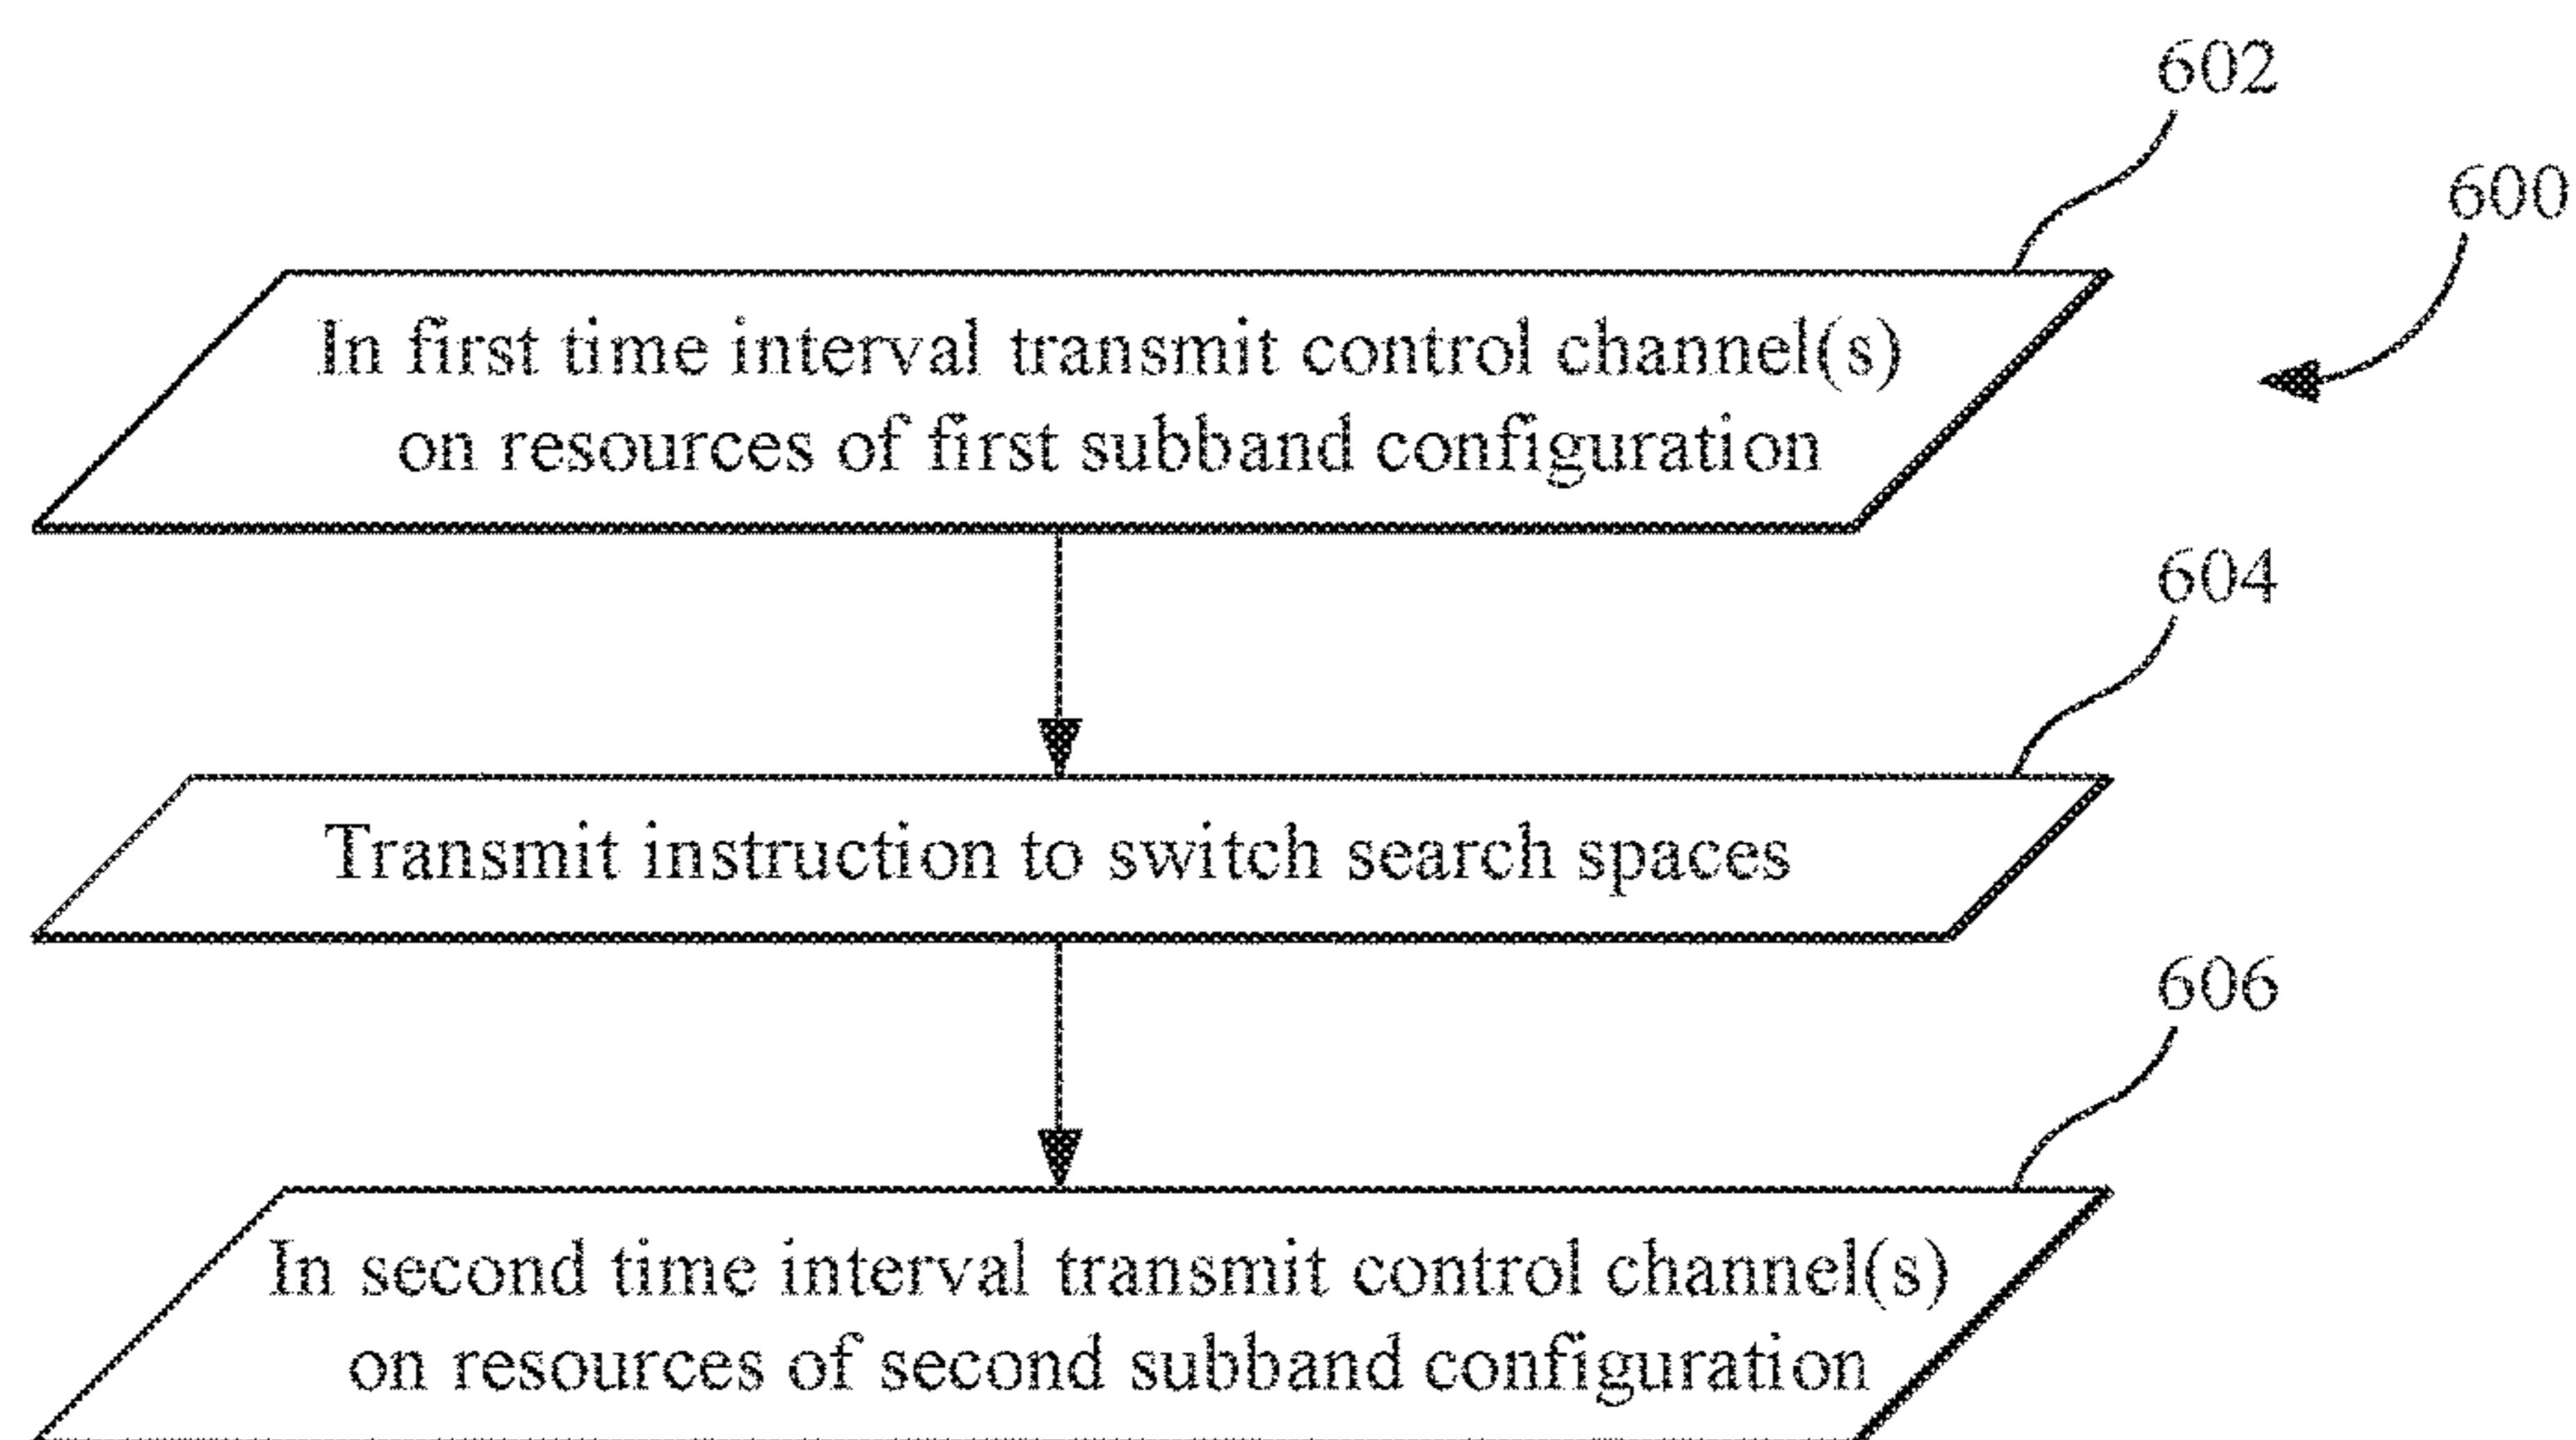 602
600
In first time interval transmit control channel(s)
on resources of first subband configuration
604
Transmit instruction to switch search spaces
606
In second time interval transmit control channel(s)
on resources of second subband configuration